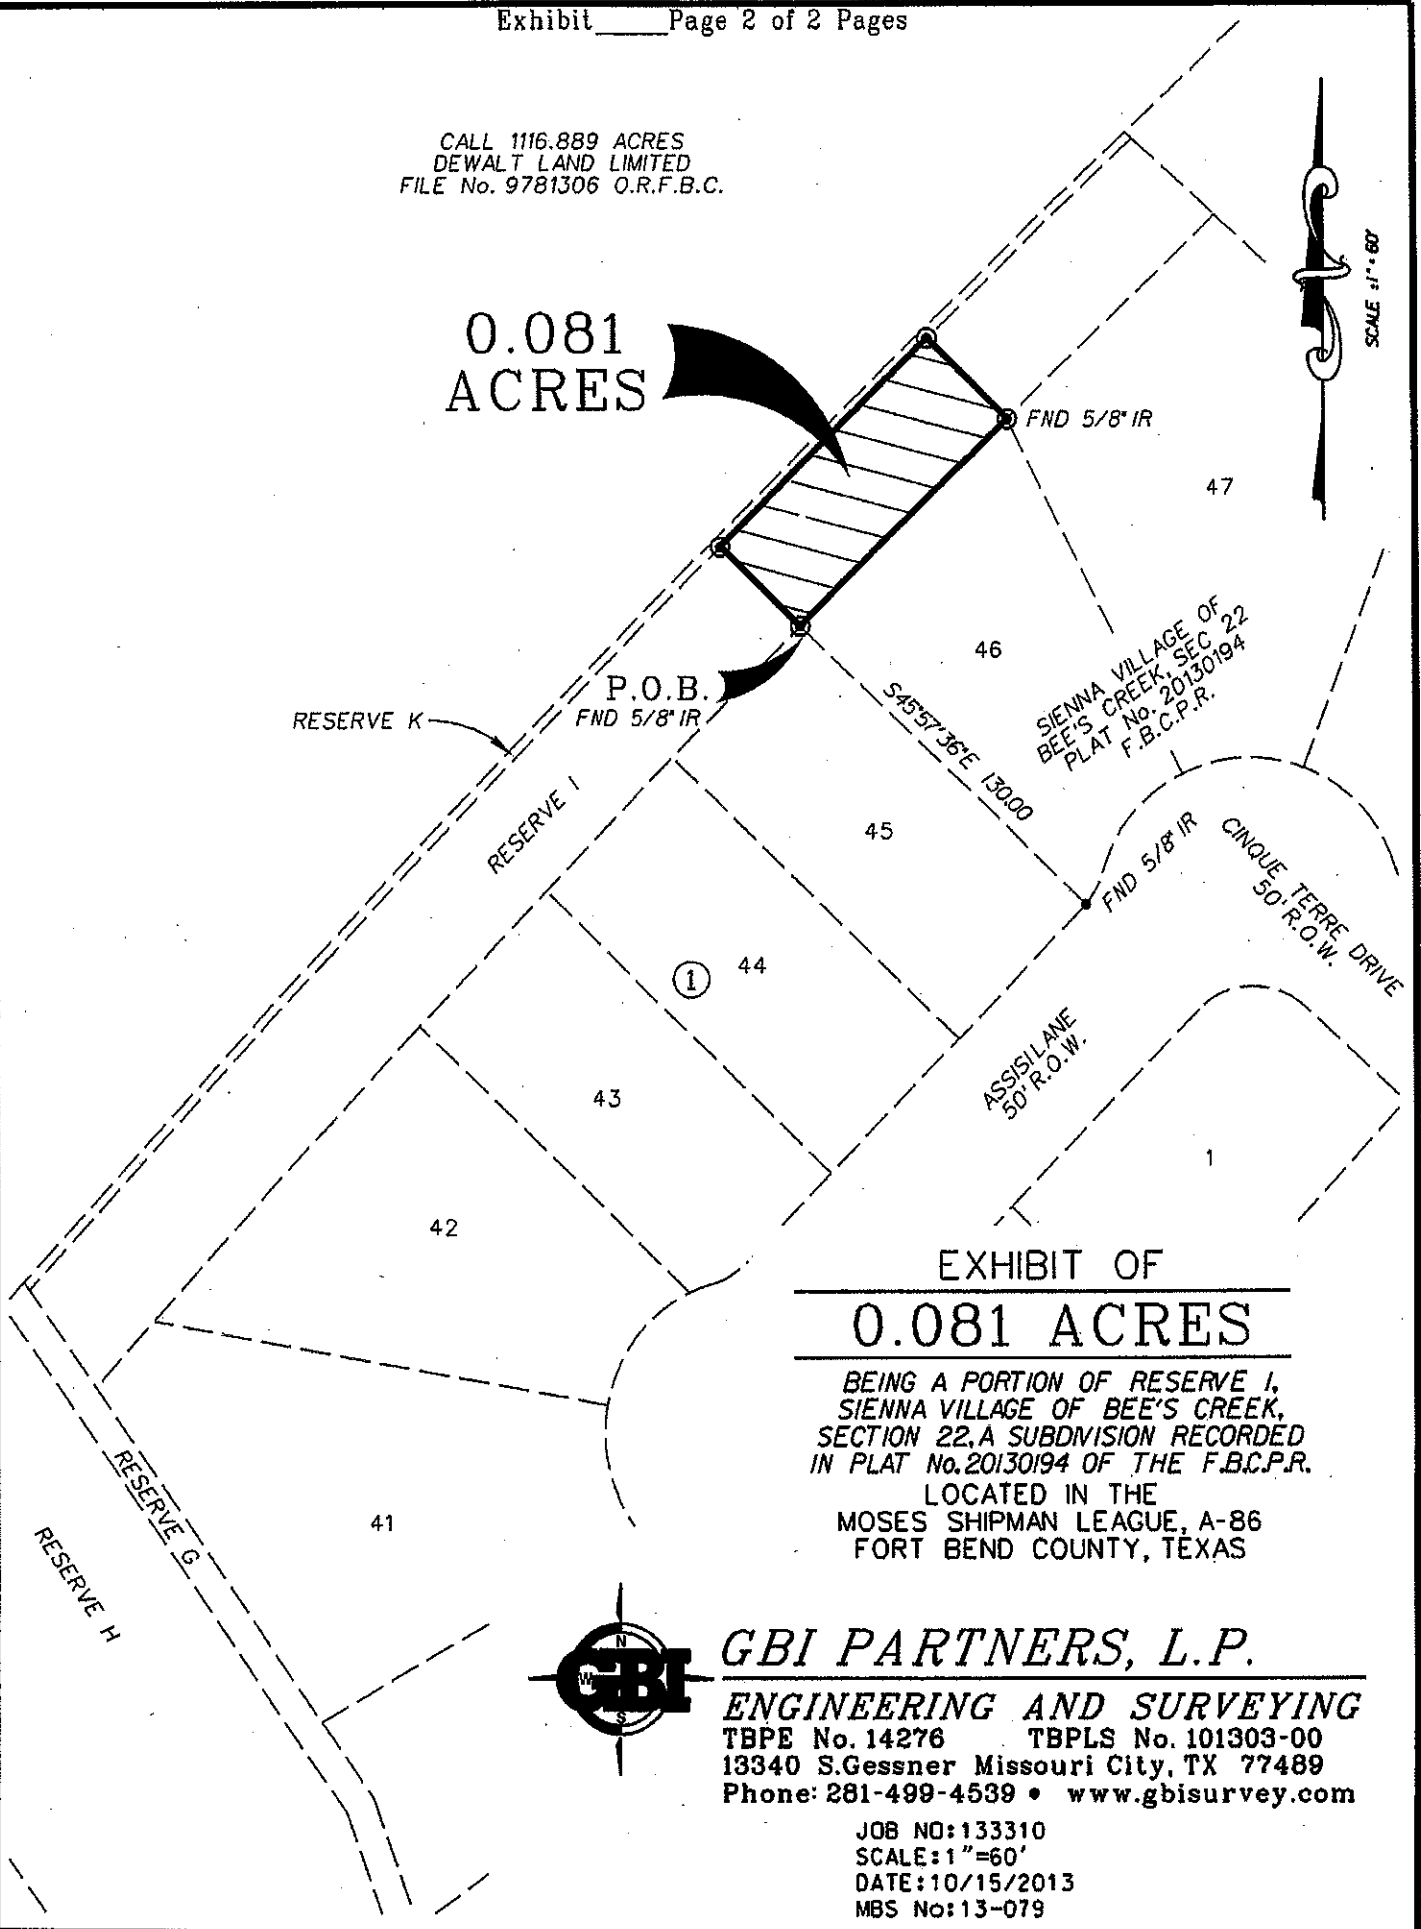 Exhibit_____Page 2 of 2 Pages
CALL 1116.889 ACRES
DEWALT LAND LIMITED
FILE No. 9781306 O.R.F.B.C.
SCALE :1"=60'
0.081
ACRES
FND 5/8" IR
47
46
SIENNA VILLAGE OF
BEE'S CREEK, SEC 22
PLAT No. 20130194
F.B.C.P.R.
P.O.B.
FND 5/8" IR
RESERVE K
S45°57'36"E 130.00
RESERVE I
45
FND 5/8" IR
CINQUE TERRE DRIVE
50' R.O.W.
1
44
ASSISI LANE
50' R.O.W.
43
1
42
EXHIBIT OF
0.081 ACRES
BEING A PORTION OF RESERVE I,
SIENNA VILLAGE OF BEE'S CREEK,
SECTION 22, A SUBDIVISION RECORDED
IN PLAT No. 20130194 OF THE F.B.C.P.R.
LOCATED IN THE
MOSES SHIPMAN LEAGUE, A-86
FORT BEND COUNTY, TEXAS
RESERVE G
41
RESERVE H
N
W
GBI
S
GBI PARTNERS, L.P.
ENGINEERING AND SURVEYING
TBPE No. 14276 TBPLS No. 101303-00
13340 S.Gessner Missouri City, TX 77489
Phone: 281-499-4539 • www.gbisurvey.com
JOB NO:133310
SCALE:1"=60'
DATE:10/15/2013
MBS No:13-079